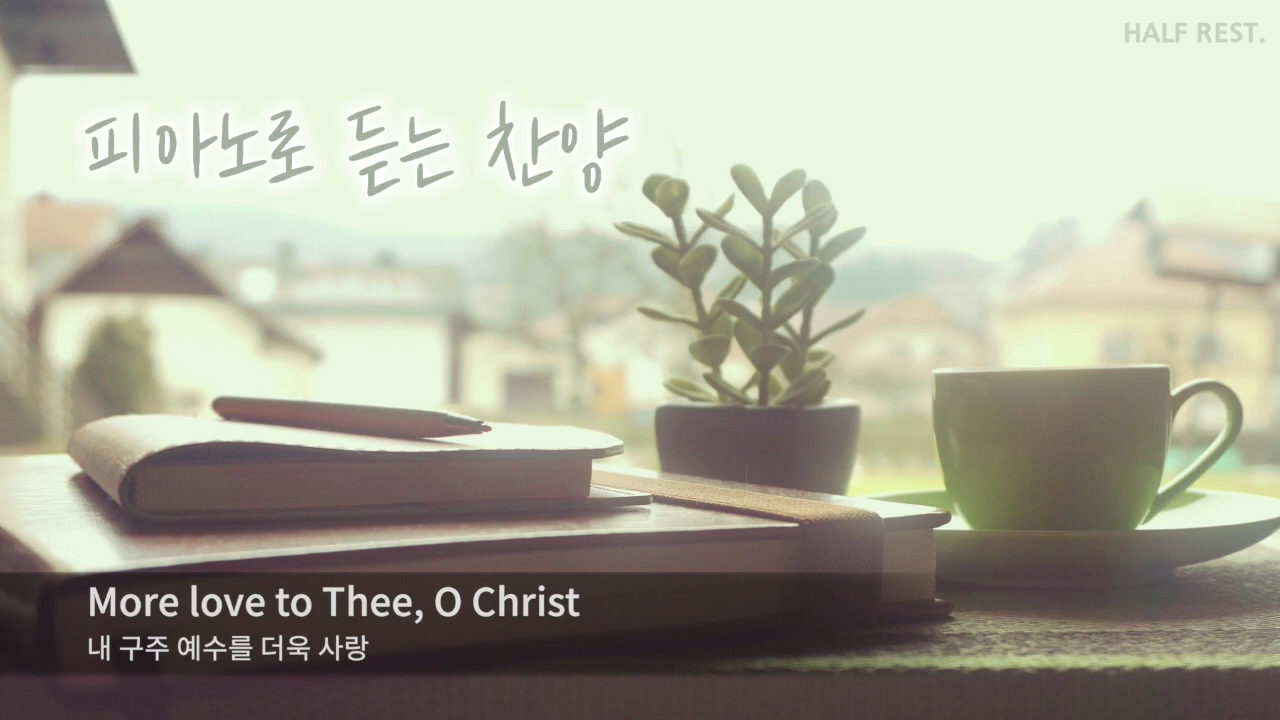 HALF REST.
피아노로 듣는 찬양
More love to Thee, O Christ
내 구주 예수를 더욱 사랑